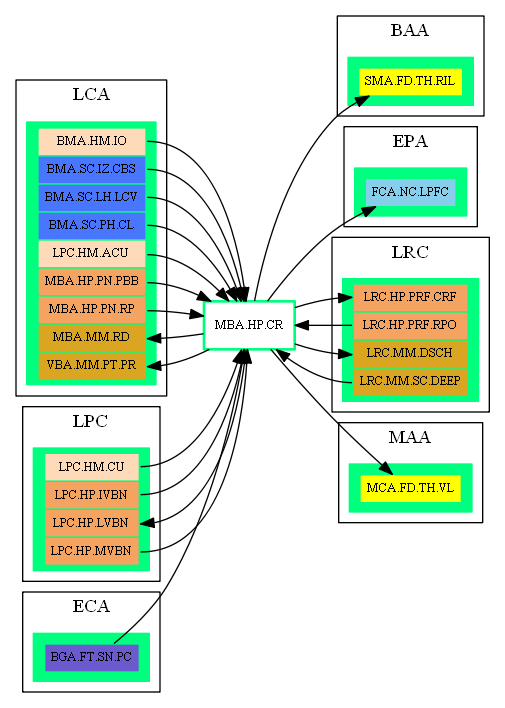 LCA
BMA.HM.IO
BMA.SC.IZ.CBS
BMA.SC.LH.LCV
BMA.SC.PH.CL
LPC.HM.ACU
MBA.HP.PN.PBB
MBA.HP.PN.RP
MBA.MM.RD
VBA.MM.PT.PR
LPC
LPC.HM.CU
LPC.HP.IVBN
LPC.HP.LVBN
LPC.HP.MVBN
ECA
BGA.FT.SN.PC
MBA.HP.CR
BAA
SMA.FD.TH.RIL
EPA
FCA.NC.LPFC
LRC
LRC.HP.PRF.CRF
LRC.HP.PRF.RPO
LRC.MM.DSCH
LRC.MM.SC.DEEP
MAA
MCA.FD.TH.VL